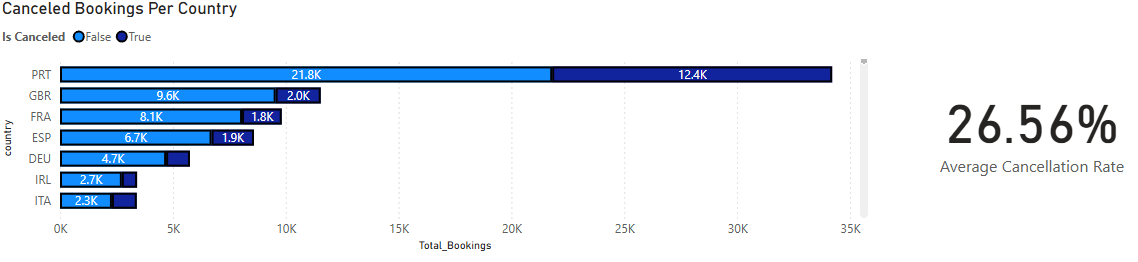 Canceled Bookings Per Country
Is Canceled False True
PRT 21.8K 12.4K
GBR 9.6K 2.0K
FRA 8.1K 1.8K
ESP 6.7K 1.9K
DEU 4.7K
IRL 2.7K
ITA 2.3K
country
0K 5K 10K 15K 20K 25K 30K 35K
Total_Bookings
26.56%
Average Cancellation Rate